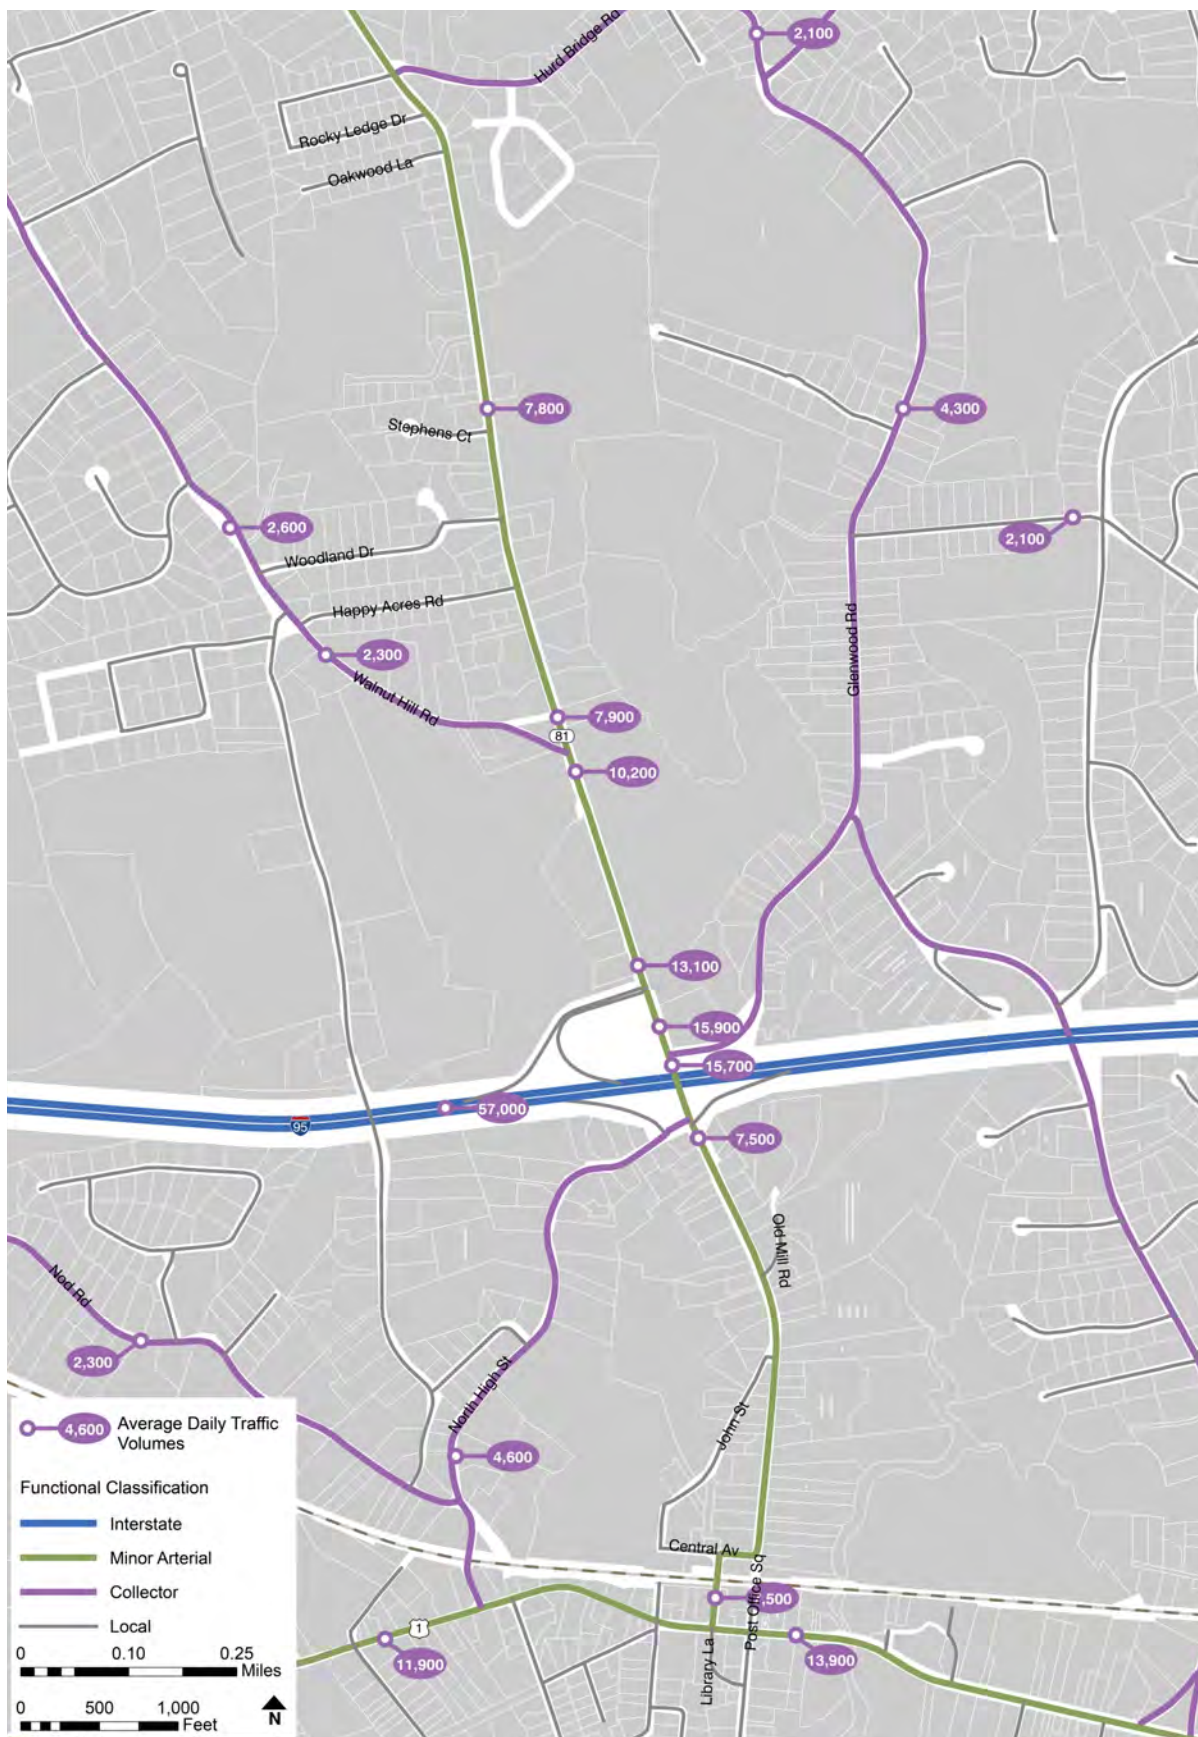 2,100
Hurd Bridge Rd
Rocky Ledge Dr
Oakwood La
7,800
4,300
Stephens Ct
2,600
2,100
Woodland Dr
Happy Acres Rd
Glenwood Rd
2,300
Walnut Hill Rd
7,900
81
10,200
13,100
15,900
15,700
57,000
95
7,500
Old Mill Rd
Nod Rd
2,300
North High St
John St
4,600
Average Daily Traffic
Volumes
4,600
Functional Classification
Interstate
Minor Arterial
Collector
Local
0 0.10 0.25
Miles
0 500 1,000
Feet
N
Central Av
Post Office Sq
1
11,900
13,900
Library La